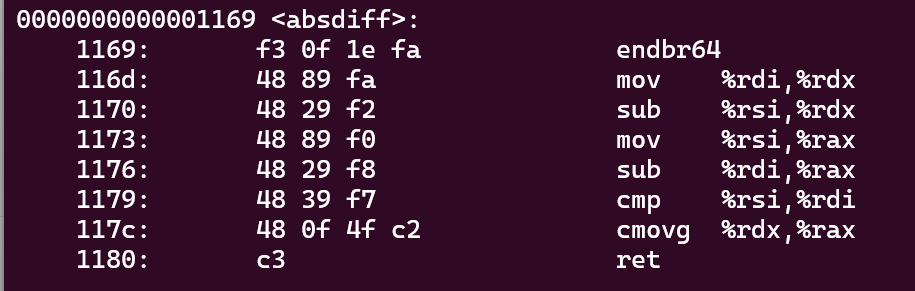 0000000000001169 <absdiff>:
1169: f3 0f 1e fa endbr64
116d: 48 89 fa mov %rdi,%rdx
1170: 48 29 f2 sub %rsi,%rdx
1173: 48 89 f0 mov %rsi,%rax
1176: 48 29 f8 sub %rdi,%rax
1179: 48 39 f7 cmp %rsi,%rdi
117c: 48 0f 4f c2 cmovg %rdx,%rax
1180: c3 ret